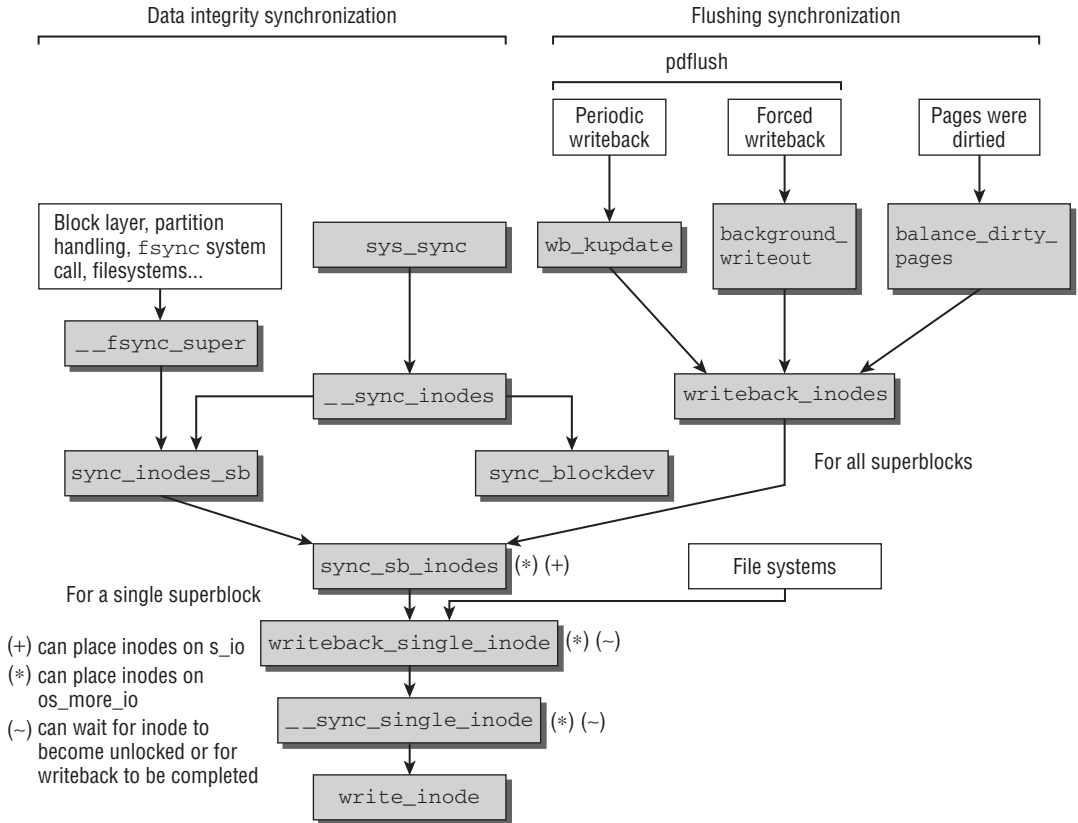 Data integrity synchronization
Flushing synchronization
pdflush
Periodic
writeback
Forced
writeback
Pages were
dirtied
Block layer, partition
handling, fsync system
call, filesystems...
sys_sync
wb_kupdate
background_
writeout
balance_dirty_
pages
__fsync_super
__sync_inodes
writeback_inodes
sync_inodes_sb
sync_blockdev
For all superblocks
sync_sb_inodes (*) (+)
File systems
For a single superblock
writeback_single_inode (*) (~)
(+) can place inodes on s_io
(*) can place inodes on
os_more_io
(~) can wait for inode to
become unlocked or for
writeback to be completed
__sync_single_inode (*) (~)
write_inode